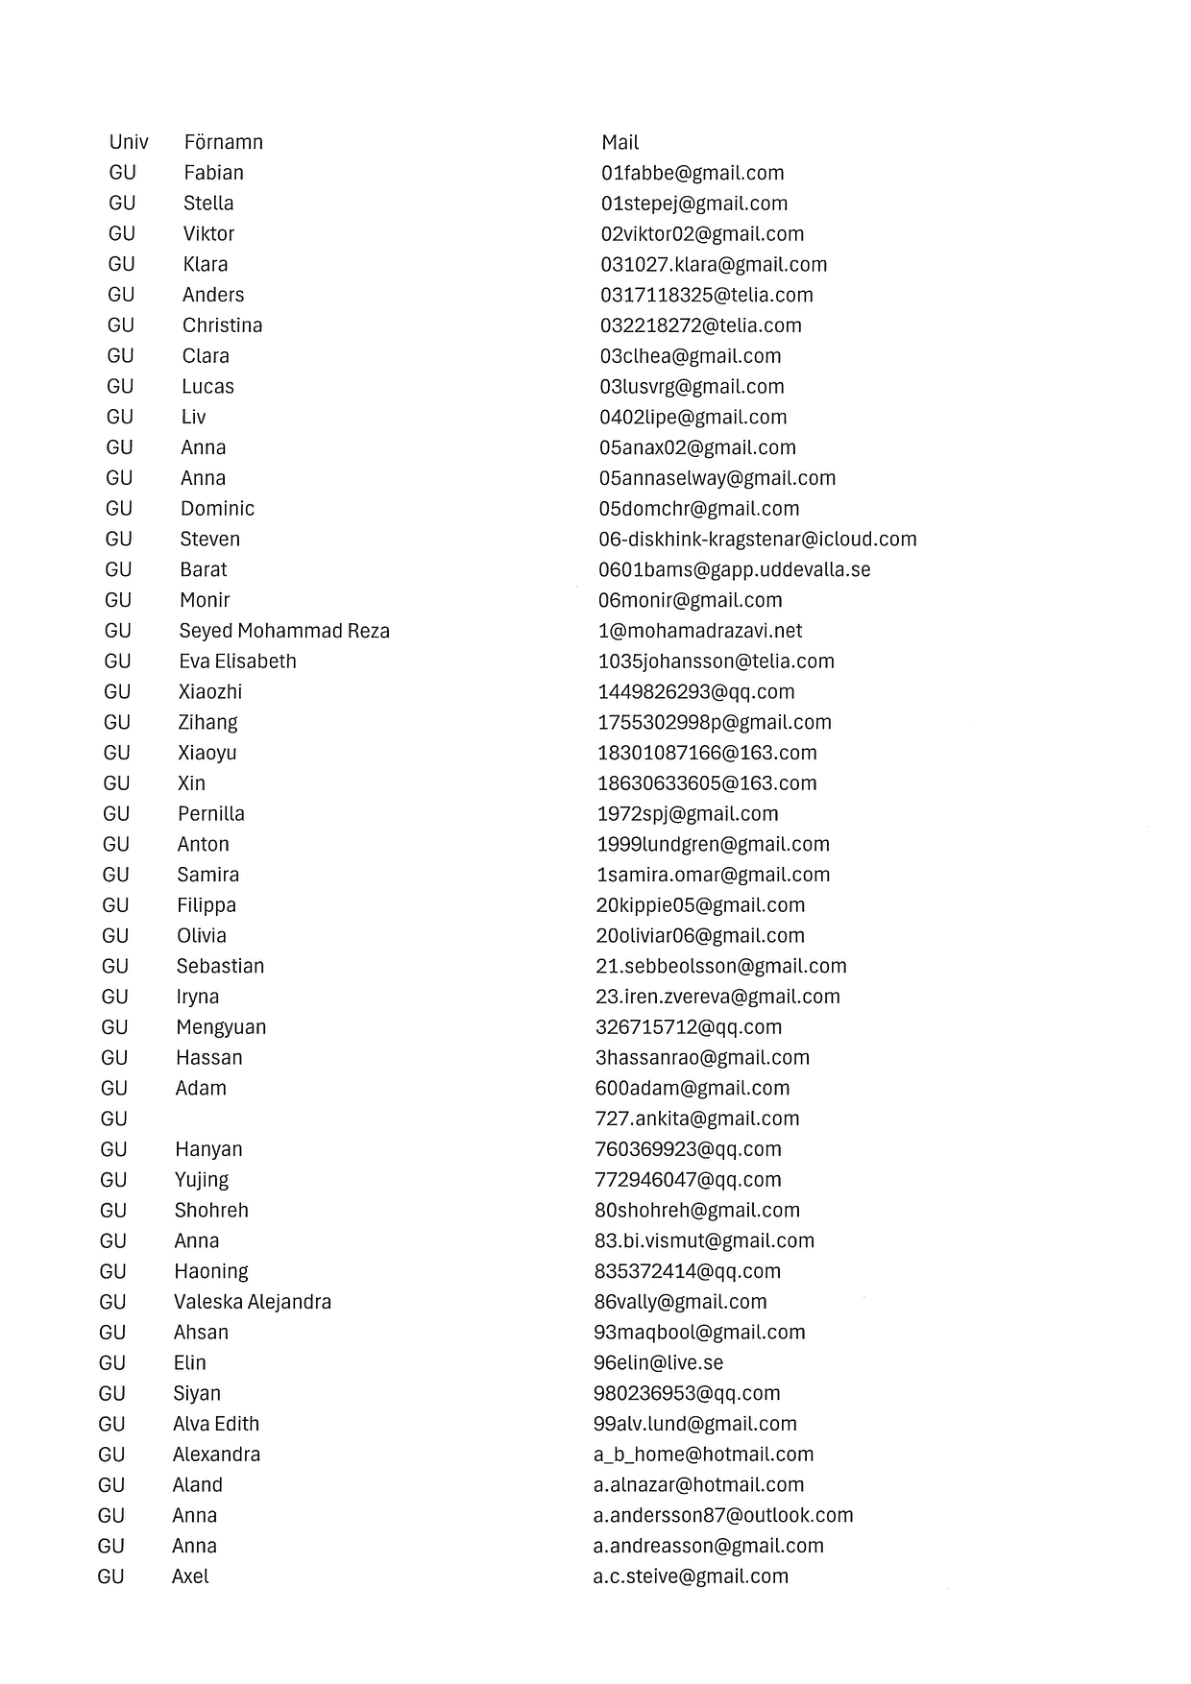 Univ Förnamn Mail
GU Fabian 01fabbe@gmail.com
GU Stella 01stepej@gmail.com
GU Viktor 02viktor02@gmail.com
GU Klara 031027.klara@gmail.com
GU Anders 0317118325@telia.com
GU Christina 032218272@telia.com
GU Clara 03clhea@gmail.com
GU Lucas 03lusvrg@gmail.com
GU Liv 0402lipe@gmail.com
GU Anna 05anax02@gmail.com
GU Anna 05annaselway@gmail.com
GU Dominic 05domchr@gmail.com
GU Steven 06-diskhink-kragstenar@icloud.com
GU Barat 0601bams@gapp.uddevalla.se
GU Monir 06monir@gmail.com
GU Seyed Mohammad Reza 1@mohamadrazavi.net
GU Eva Elisabeth 1035johansson@telia.com
GU Xiaozhi 1449826293@qq.com
GU Zihang 1755302998p@gmail.com
GU Xiaoyu 18301087166@163.com
GU Xin 18630633605@163.com
GU Pernilla 1972spj@gmail.com
GU Anton 1999lundgren@gmail.com
GU Samira 1samira.omar@gmail.com
GU Filippa 20kippie05@gmail.com
GU Olivia 20oliviar06@gmail.com
GU Sebastian 21.sebbeolsson@gmail.com
GU Iryna 23.iren.zvereva@gmail.com
GU Mengyuan 326715712@qq.com
GU Hassan 3hassanrao@gmail.com
GU Adam 600adam@gmail.com
GU 727.ankita@gmail.com
GU Hanyan 760369923@qq.com
GU Yujing 772946047@qq.com
GU Shohreh 80shohreh@gmail.com
GU Anna 83.bi.vismut@gmail.com
GU Haoning 835372414@qq.com
GU Valeska Alejandra 86vally@gmail.com
GU Ahsan 93maqbool@gmail.com
GU Elin 96elin@live.se
GU Siyan 980236953@qq.com
GU Alva Edith 99alv.lund@gmail.com
GU Alexandra a_b_home@hotmail.com
GU Aland a.alnazar@hotmail.com
GU Anna a.andersson87@outlook.com
GU Anna a.andreasson@gmail.com
GU Axel a.c.steive@gmail.com